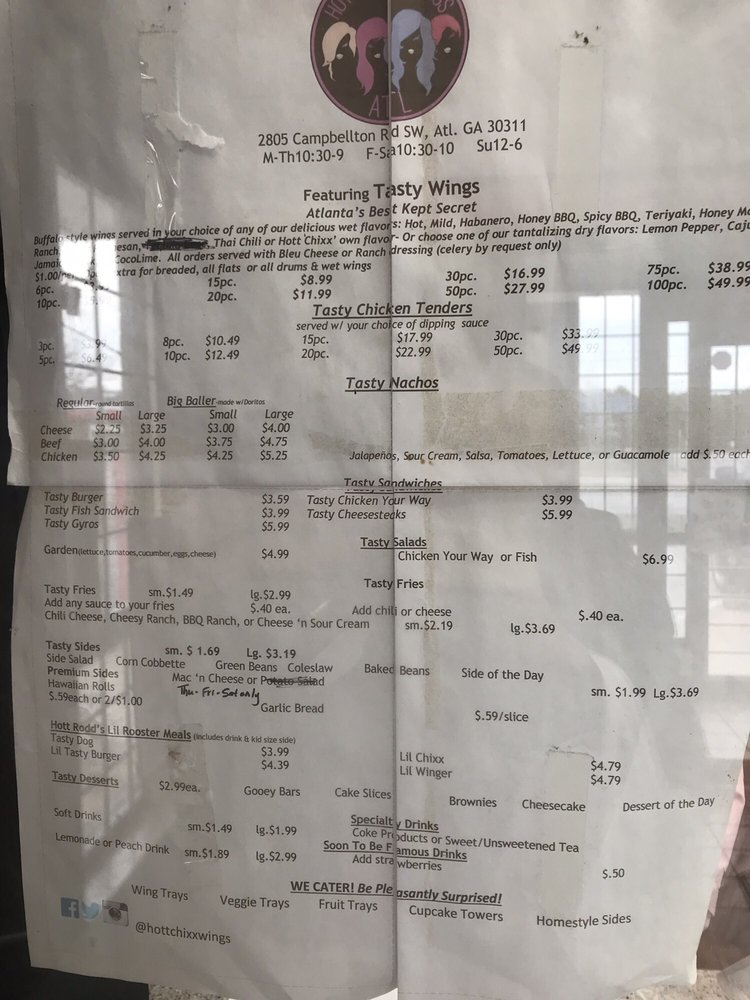 HO SS
ATL
2805 Campbellton Rd SW, Atl. GA 30311
M-Th10:30-9 F-Sa10:30-10 Su12-6
Featuring Tasty Wings
Atlanta's Best Kept Secret
Buffalo style wings served in your choice of any of our delicious wet flavors: Hot, Mild, Habanero, Honey BBQ, Spicy BBQ, Teriyaki, Honey M
Ranch, esan, Thai Chili or Hott Chixx' own flavor- Or choose one of our tantalizing dry flavors: Lemon Pepper, Caju
Jamai CocoLime. All orders served with Bleu Cheese or Ranch dressing (celery by request only)
$1.00/ xtra for breaded, all flats or all drums & wet wings
6pc. 15pc. $8.99 30pc. $16.99 75pc. $38.99
10pc. 20pc. $11.99 50pc. $27.99 100pc. $49.99
Tasty Chicken Tenders
served w/ your choice of dipping sauce
3pc. $3.99 8pc. $10.49 15pc. $17.99 30pc. $33.99
5pc. $6.49 10pc. $12.49 20pc. $22.99 50pc. $49.99
Tasty Nachos
Regular-round tortillas Big Baller-made w/Doritos
Small Large Small Large
Cheese $2.25 $3.25 $3.00 $4.00
Beef $3.00 $4.00 $3.75 $4.75
Chicken $3.50 $4.25 $4.25 $5.25
Jalapeños, Sour Cream, Salsa, Tomatoes, Lettuce, or Guacamole add $.50 each
Tasty Sandwiches
Tasty Burger $3.59 Tasty Chicken Your Way $3.99
Tasty Fish Sandwich $3.99 Tasty Cheesesteaks $5.99
Tasty Gyros $5.99
Tasty Salads
Garden(lettuce,tomatoes,cucumber,eggs,cheese) $4.99 Chicken Your Way or Fish $6.99
Tasty Fries
Tasty Fries sm.$1.49 lg.$2.99
Add any sauce to your fries $.40 ea. Add chili or cheese $.40 ea.
Chili Cheese, Cheesy Ranch, BBQ Ranch, or Cheese 'n Sour Cream sm.$2.19 lg.$3.69
Tasty Sides sm. $ 1.69 Lg. $3.19
Side Salad Corn Cobbette Green Beans Coleslaw Baked Beans Side of the Day
Premium Sides Mac 'n Cheese or Potato Salad sm. $1.99 Lg.$3.69
Thu- Fri-Sat only
Hawaiian Rolls
$.59each or 2/$1.00 Garlic Bread $.59/slice
Hott Rodd's Lil Rooster Meals (includes drink & kid size side)
Tasty Dog $3.99 Lil Chixx $4.79
Lil Tasty Burger $4.39 Lil Winger $4.79
Tasty Desserts $2.99ea. Gooey Bars Cake Slices Brownies Cheesecake Dessert of the Day
Specialty Drinks
Soft Drinks sm.$1.49 lg.$1.99 Coke Products or Sweet/Unsweetened Tea
Soon To Be Famous Drinks
Lemonade or Peach Drink sm.$1.89 lg.$2.99 Add strawberries $.50
WE CATER! Be Pleasantly Surprised!
Wing Trays Veggie Trays Fruit Trays Cupcake Towers Homestyle Sides
@hottchixxwings